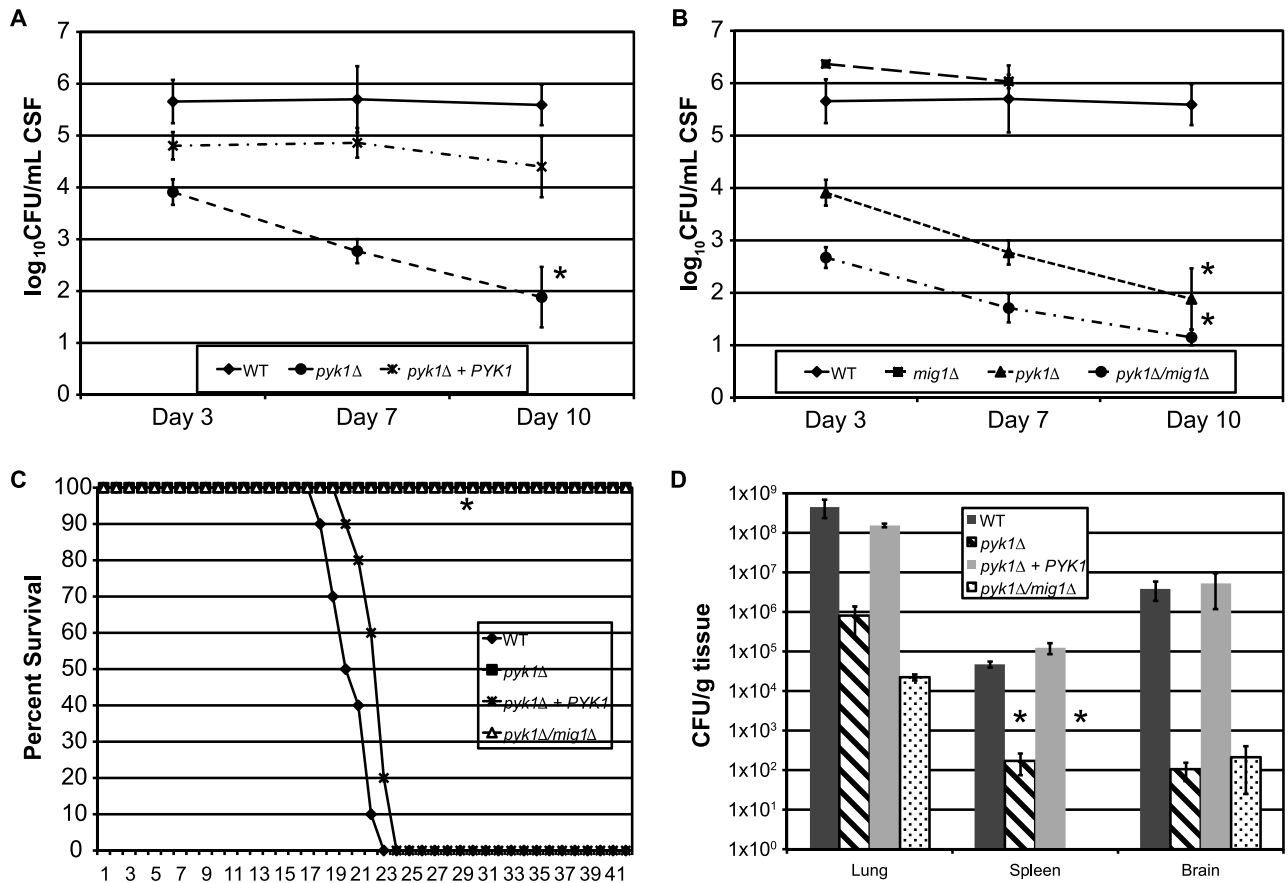 A
7
6
5
4
3
2
1
0
log₁₀CFU/mL CSF
*
WT pyk1Δ pyk1Δ + PYK1
Day 3 Day 7 Day 10
B
7
6
5
4
3
2
1
0
log₁₀CFU/mL CSF
*
*
WT mig1Δ pyk1Δ pyk1Δ/mig1Δ
Day 3 Day 7 Day 10
C
100
90
80
70
60
50
40
30
20
10
0
Percent Survival
*
WT
pyk1Δ
pyk1Δ + PYK1
pyk1Δ/mig1Δ
1 3 5 7 9 11 13 15 17 19 21 23 25 27 29 31 33 35 37 39 41
D
1x10⁹
1x10⁸
1x10⁷
1x10⁶
1x10⁵
1x10⁴
1x10³
1x10²
1x10¹
1x10⁰
CFU/g tissue
WT
pyk1Δ
pyk1Δ + PYK1
pyk1Δ/mig1Δ
* *
Lung Spleen Brain